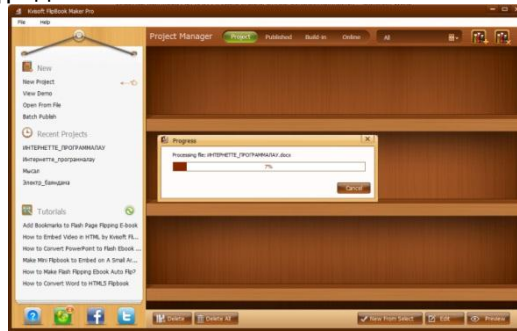 Kvisoft FlipBook Maker Pro
File Help
Project Manager Project Published Build-in Online All
New
New Project
View Demo
Open From File
Batch Publish
Recent Projects
ИНТЕРНЕТТЕ_ПРОГРАММАЛАУ
Интернетте_программалау
Мысал
Электр_баяндама
Tutorials
Add Bookmarks to Flash Page Flipping E-book
How to Embed Video in HTML by Kvisoft Fli...
How to Convert PowerPoint to Flash Ebook ...
Make Mini Flipbook to Embed on A Small Ar...
How to Make Flash Flipping Ebook Auto Flip?
How to Convert Word to HTML5 Flipbook
Progress
Processing file: ИНТЕРНЕТТЕ_ПРОГРАММАЛАУ.docx
7%
Cancel
Delete Delete All New From Select Edit Preview